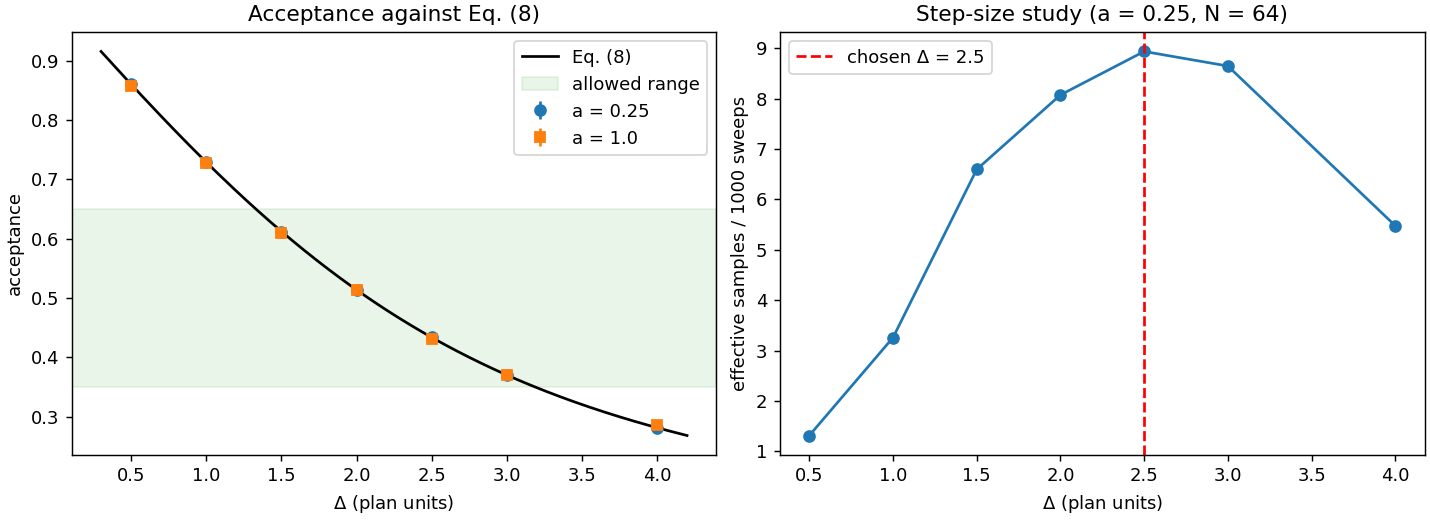 Acceptance against Eq. (8)
acceptance
0.9
0.8
0.7
0.6
0.5
0.4
0.3
Eq. (8)
allowed range
a = 0.25
a = 1.0
0.5 1.0 1.5 2.0 2.5 3.0 4.0
Δ (plan units)
Step-size study (a = 0.25, N = 64)
effective samples / 1000 sweeps
9
8
7
6
5
4
3
2
1
chosen Δ = 2.5
0.5 1.0 1.5 2.0 2.5 3.0 3.5 4.0
Δ (plan units)